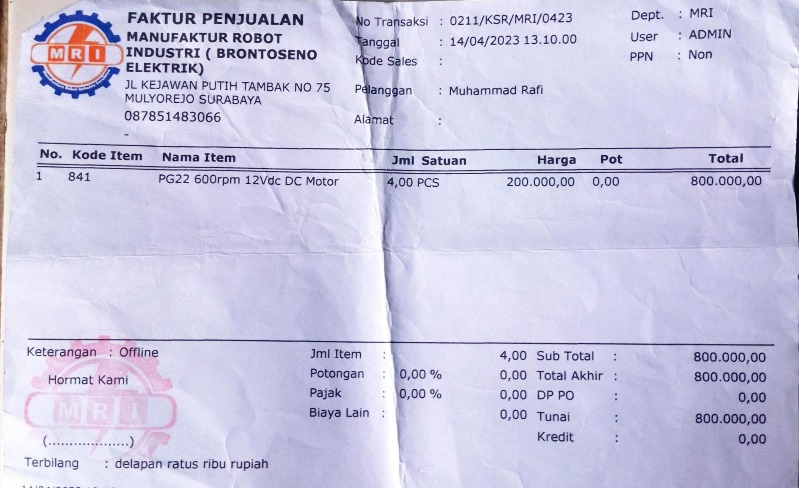 FAKTUR PENJUALAN
MANUFAKTUR ROBOT
INDUSTRI ( BRONTOSENO
ELEKTRIK)
JL KEJAWAN PUTIH TAMBAK NO 75
MULYOREJO SURABAYA
087851483066
-
MRI
No Transaksi : 0211/KSR/MRI/0423
Tanggal : 14/04/2023 13.10.00
Kode Sales :
Pelanggan : Muhammad Rafi
Alamat :
Dept. : MRI
User : ADMIN
PPN : Non
No. Kode Item Nama Item Jml Satuan Harga Pot Total
1 841 PG22 600rpm 12Vdc DC Motor 4,00 PCS 200.000,00 0,00 800.000,00
Keterangan : Offline
Hormat Kami
MRI
(...................)
Jml Item : 4,00
Potongan : 0,00 % 0,00
Pajak : 0,00 % 0,00
Biaya Lain : 0,00
Sub Total : 800.000,00
Total Akhir : 800.000,00
DP PO : 0,00
Tunai : 800.000,00
Kredit : 0,00
Terbilang : delapan ratus ribu rupiah